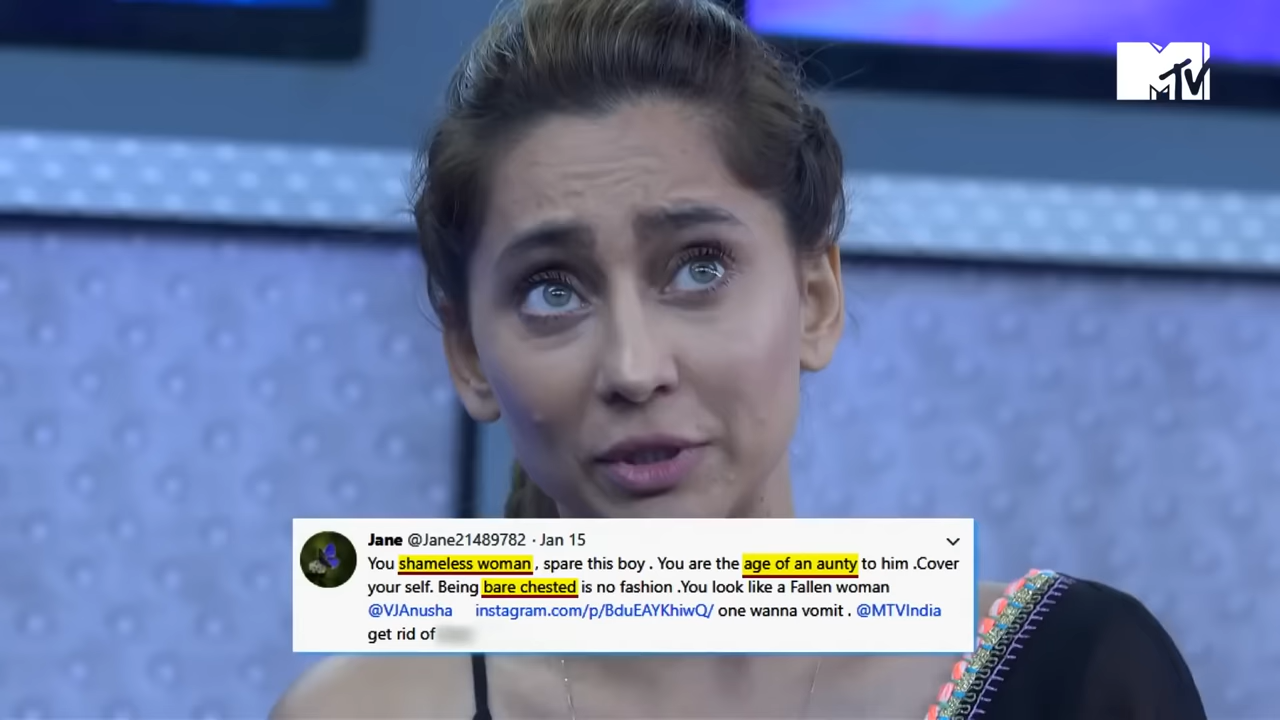 MTV
Jane @Jane21489782 · Jan 15
You shameless woman, spare this boy . You are the age of an aunty to him .Cover
your self. Being bare chested is no fashion .You look like a Fallen woman
@VJAnusha instagram.com/p/BduEAYKhiwQ/ one wanna vomit . @MTVIndia
get rid of